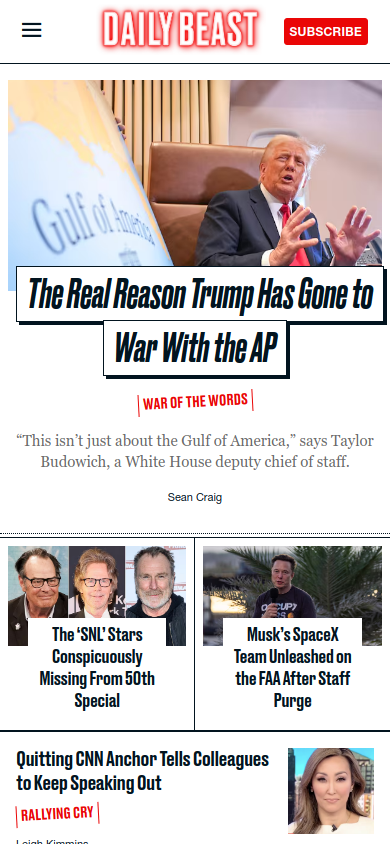 DAILY BEAST
SUBSCRIBE
Gulf of America
The Real Reason Trump Has Gone to
War With the AP
WAR OF THE WORDS
“This isn’t just about the Gulf of America,” says Taylor
Budowich, a White House deputy chief of staff.
Sean Craig
OCCUPY
The ‘SNL’ Stars
Conspicuously
Missing From 50th
Special
Musk’s SpaceX
Team Unleashed on
the FAA After Staff
Purge
Quitting CNN Anchor Tells Colleagues
to Keep Speaking Out
RALLYING CRY
Leigh Kimmins